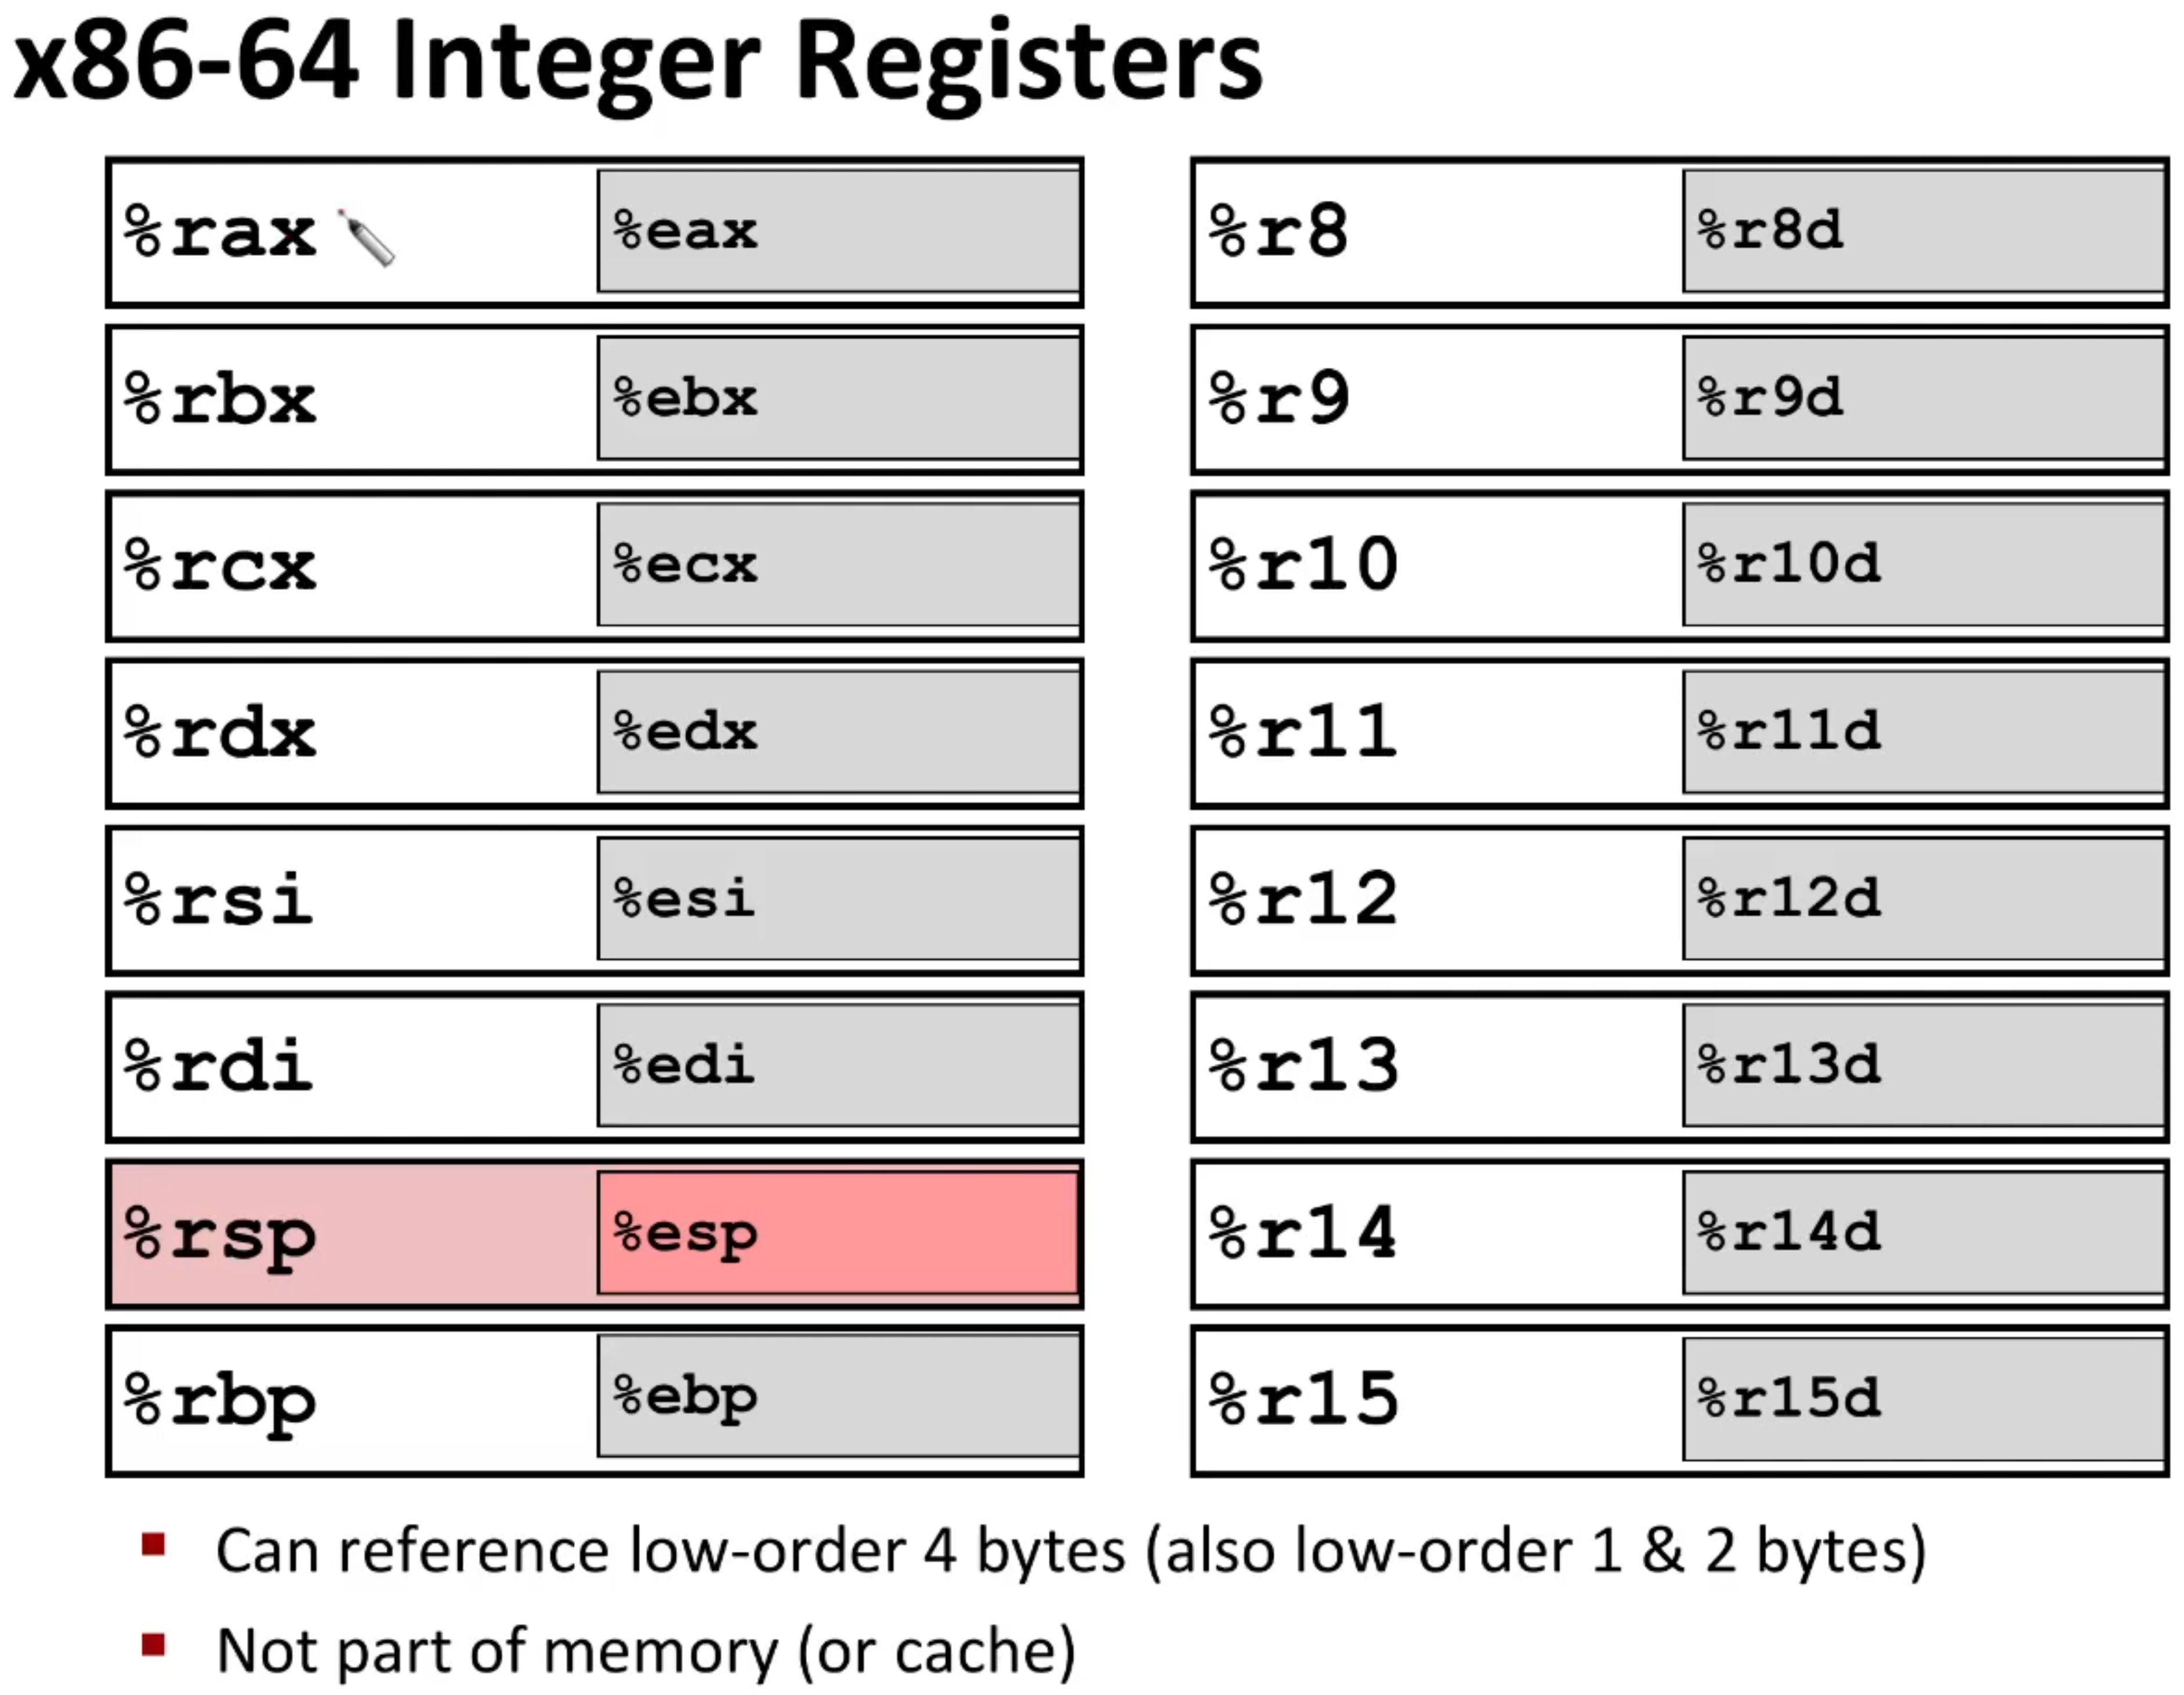 x86-64 Integer Registers
%rax %eax
%rbx %ebx
%rcx %ecx
%rdx %edx
%rsi %esi
%rdi %edi
%rsp %esp
%rbp %ebp
%r8 %r8d
%r9 %r9d
%r10 %r10d
%r11 %r11d
%r12 %r12d
%r13 %r13d
%r14 %r14d
%r15 %r15d
Can reference low-order 4 bytes (also low-order 1 & 2 bytes)
Not part of memory (or cache)